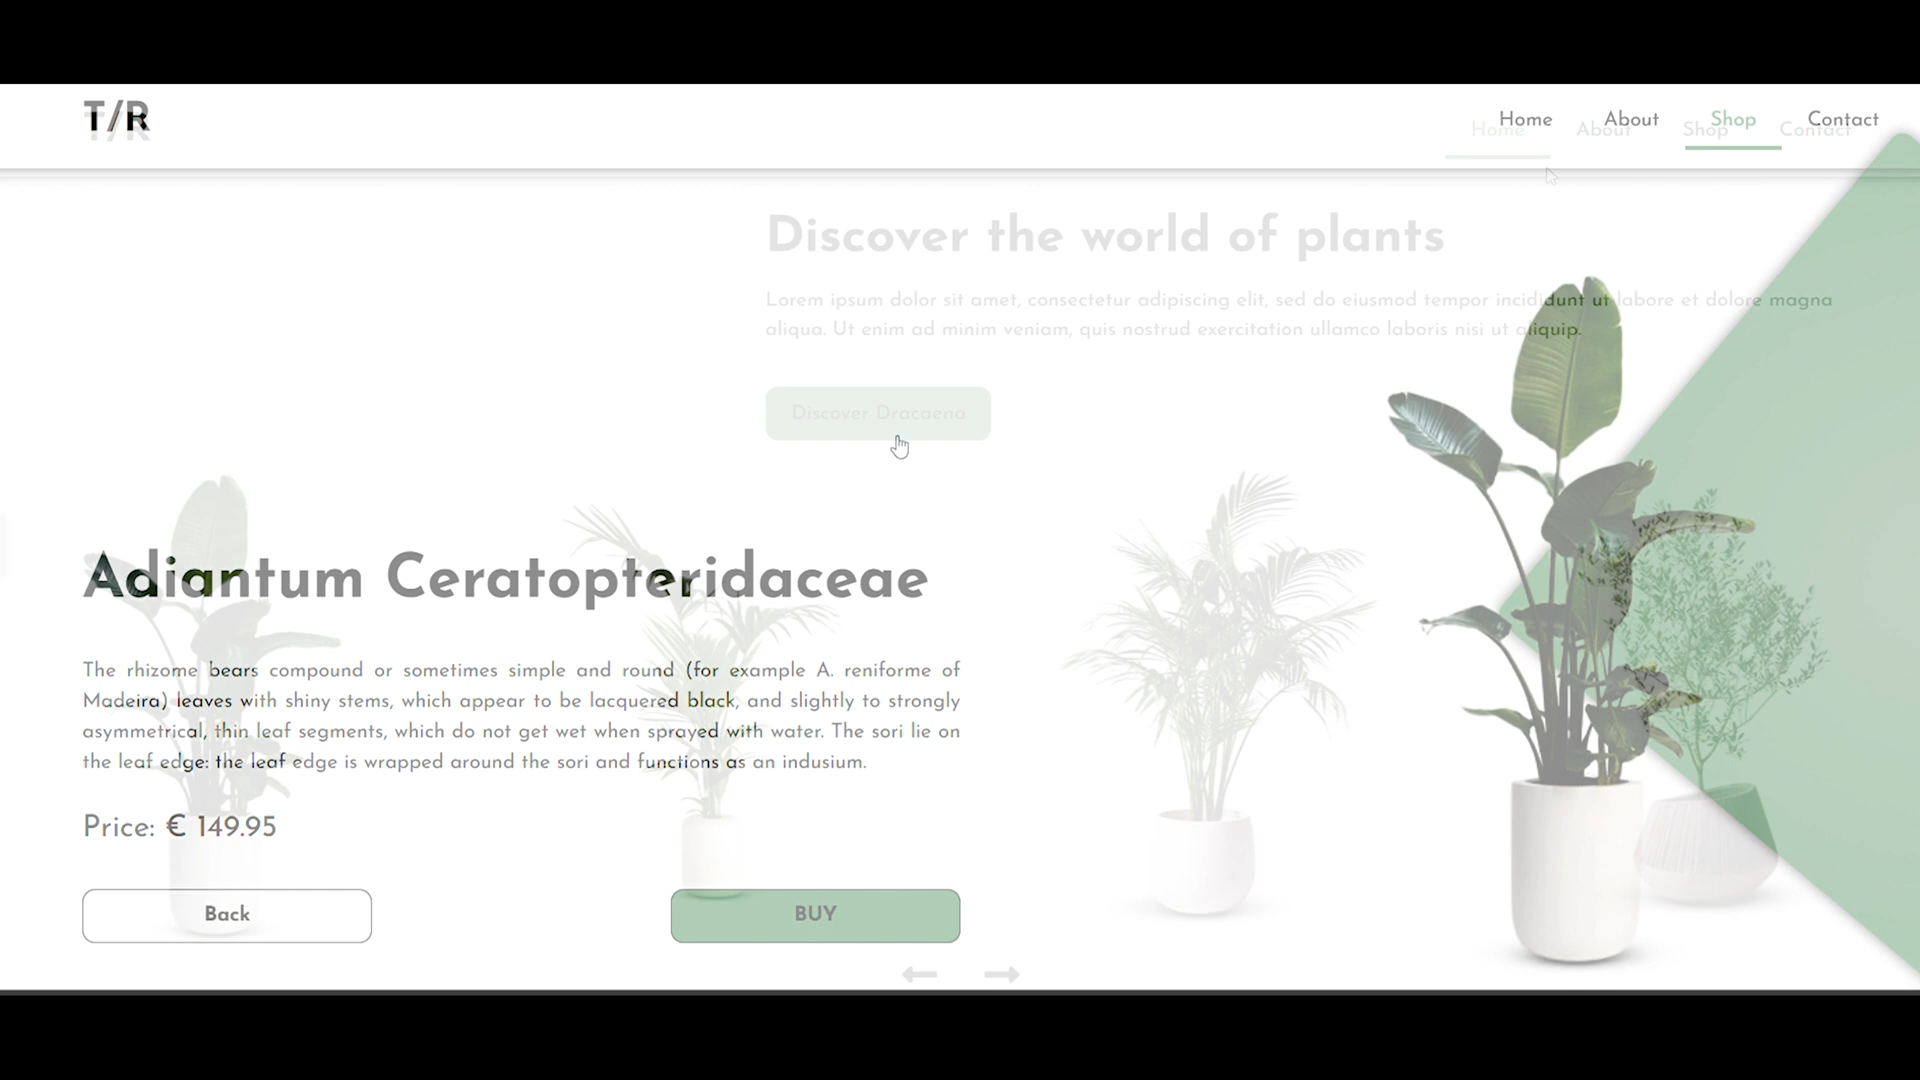 T/R
Home About Shop Contact
Home About Shop Contact
Discover the world of plants
Lorem ipsum dolor sit amet, consectetur adipiscing elit, sed do eiusmod tempor incididunt ut labore et dolore magna
aliqua. Ut enim ad minim veniam, quis nostrud exercitation ullamco laboris nisi ut aliquip.
Discover Dracaena
Adiantum Ceratopteridaceae
The rhizome bears compound or sometimes simple and round (for example A. reniforme of
Madeira) leaves with shiny stems, which appear to be lacquered black, and slightly to strongly
asymmetrical, thin leaf segments, which do not get wet when sprayed with water. The sori lie on
the leaf edge: the leaf edge is wrapped around the sori and functions as an indusium.
Price: € 149.95
Back
BUY